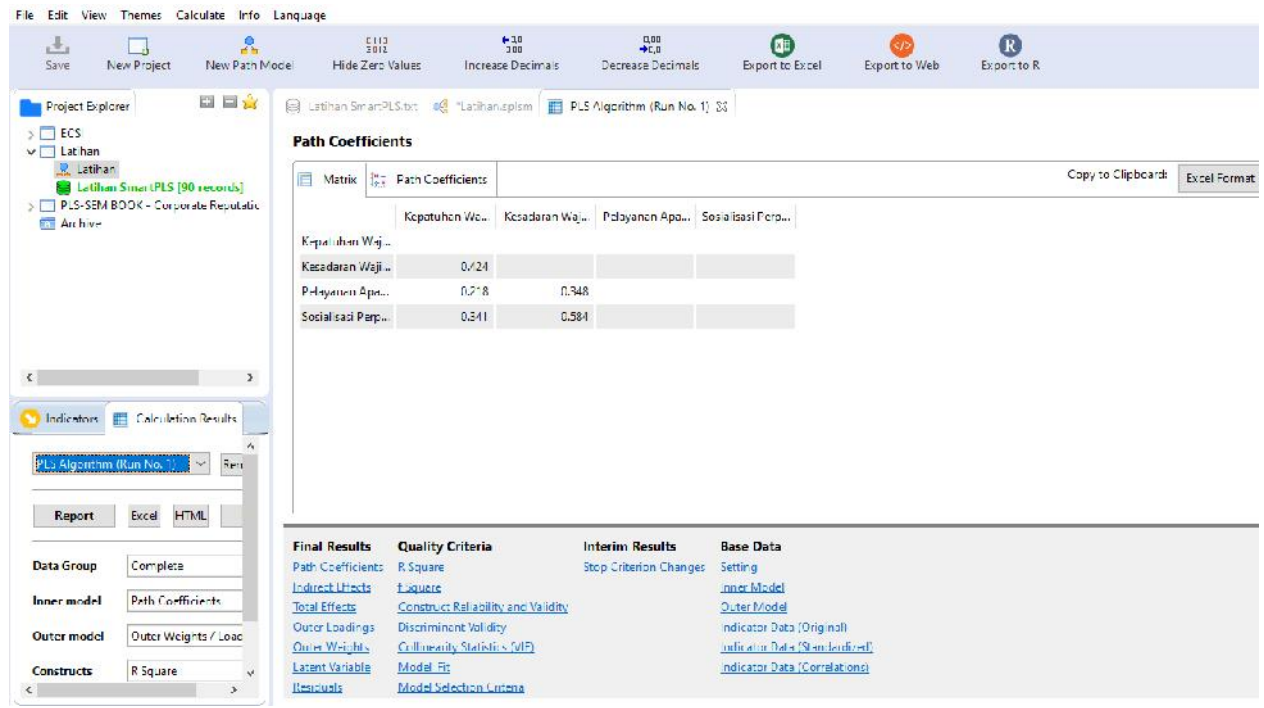 File Edit View Themes Calculate Info Language
Save New Project New Path Model Hide Zero Values Increase Decimals Decrease Decimals Export to Excel Export to Web Export to R
Project Explorer
ECS
Latihan
Latihan
Latihan SmartPLS [90 records]
PLS-SEM BOOK - Corporate Reputatic
Archive
Latihan SmartPLS.txt *Latihan.splsm PLS Algorithm (Run No. 1)
Path Coefficients
Matrix Path Coefficients Copy to Clipboard: Excel Format
Kepatuhan Wa... Kesadaran Waj... Pelayanan Apa... Sosialisasi Perp...
Kepatuhan Waj...
Kesadaran Waji... 0.424
Pelayanan Apa... 0.218 0.348
Sosialisasi Perp... 0.341 0.584
Indicators Calculation Results
PLS Algorithm (Run No. 1) Ren
Report Excel HTML
Data Group Complete
Inner model Path Coefficients
Outer model Outer Weights / Load
Constructs R Square
Final Results Quality Criteria Interim Results Base Data
Path Coefficients R Square Stop Criterion Changes Setting
Indirect Effects f Square Inner Model
Total Effects Construct Reliability and Validity Outer Model
Outer Loadings Discriminant Validity Indicator Data (Original)
Outer Weights Collinearity Statistics (VIF) Indicator Data (Standardized)
Latent Variable Model_Fit Indicator Data (Correlations)
Residuals Model Selection Criteria